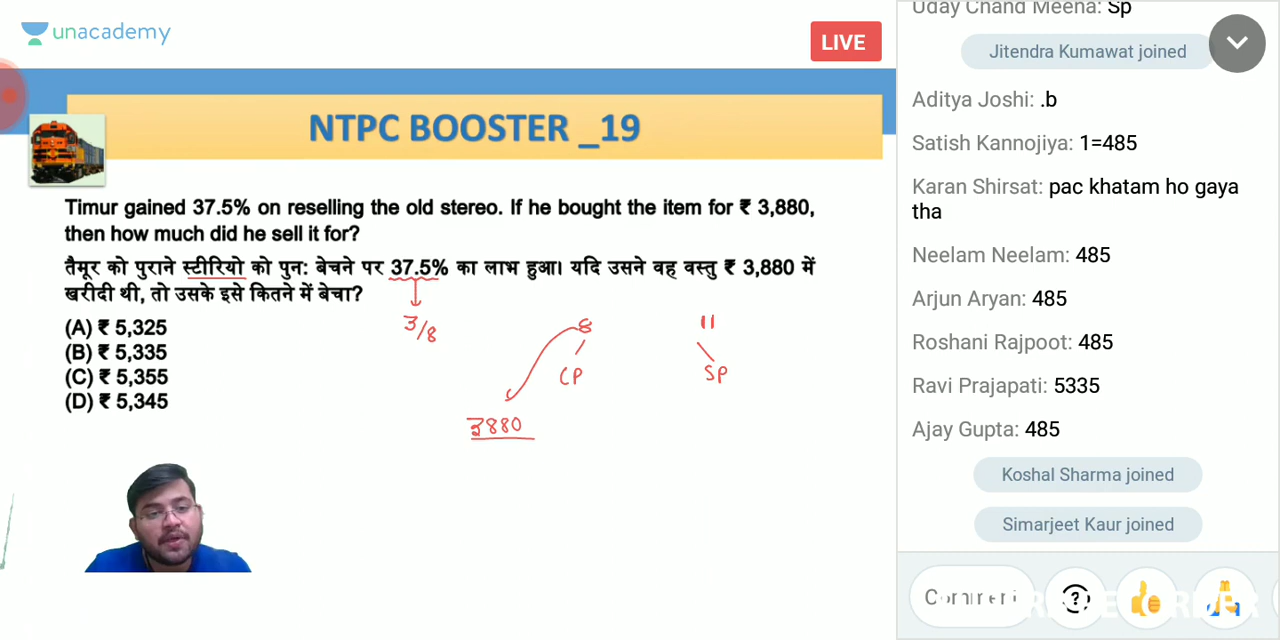 unacademy
LIVE
NTPC BOOSTER _19
Timur gained 37.5% on reselling the old stereo. If he bought the item for ₹ 3,880,
then how much did he sell it for?
तैमूर को पुराने स्टीरियो को पुन: बेचने पर 37.5% का लाभ हुआ। यदि उसने वह वस्तु ₹ 3,880 में
खरीदी थी, तो उसके इसे कितने में बेचा?
(A) ₹ 5,325
(B) ₹ 5,335
(C) ₹ 5,355
(D) ₹ 5,345
3/8
8 11
CP SP
3880
Uday Chand Meena: Sp
Jitendra Kumawat joined
Aditya Joshi: .b
Satish Kannojiya: 1=485
Karan Shirsat: pac khatam ho gaya
tha
Neelam Neelam: 485
Arjun Aryan: 485
Roshani Rajpoot: 485
Ravi Prajapati: 5335
Ajay Gupta: 485
Koshal Sharma joined
Simarjeet Kaur joined